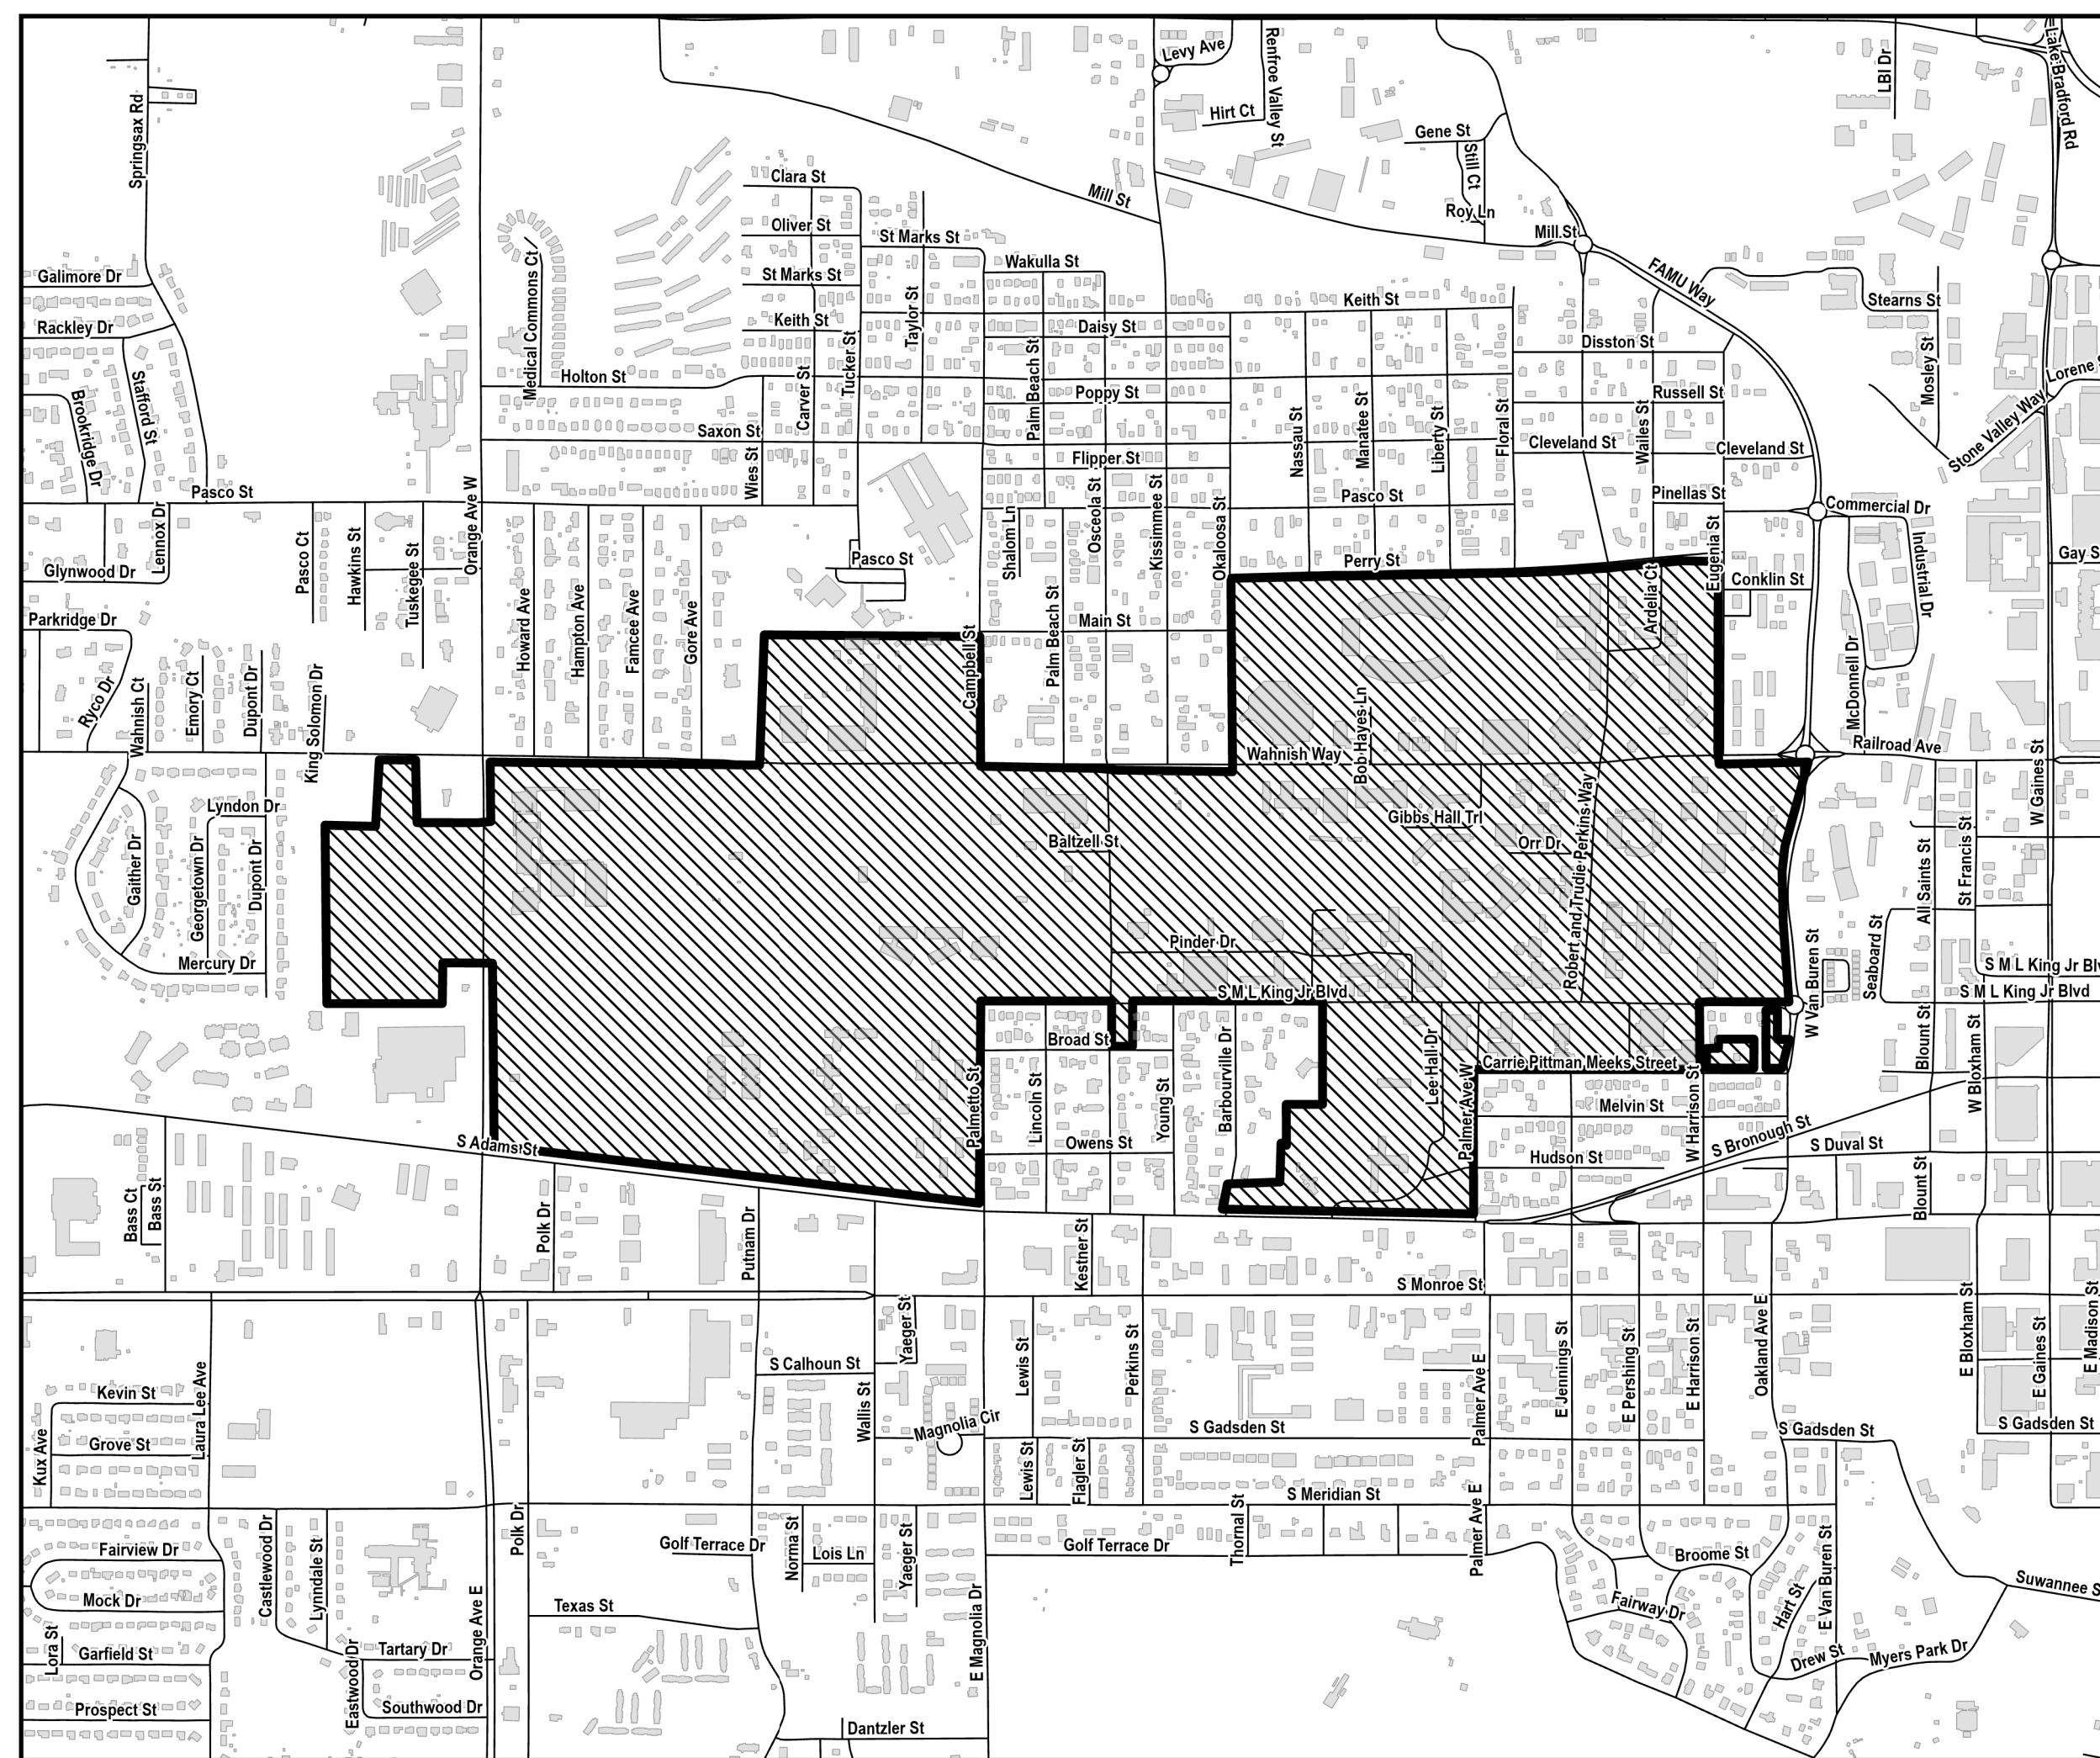 Levy Ave
Renfroe Valley St
LBJ Dr
Lake Bradford Rd
Springsax Rd
Hirt Ct
Gene St
Still Ct
Clara St
Mill St
Roy Ln
Oliver St
St Marks St
Mill St
Wakulla St
Galimore Dr
St Marks St
FAMU Way
Medical Commons Ct
Keith St
Stearns St
Rackley Dr
Keith St
Taylor St
Daisy St
Disston St
Mosley St
Lorene
Holton St
Tucker St
Carver St
Palm Beach St
Poppy St
Russell St
Stafford St
Brookridge Dr
Nassau St
Manatee St
Liberty St
Floral St
Wailes St
Saxon St
Cleveland St
Cleveland St
Stone Valley Way
Flipper St
Wies St
Pasco St
Orange Ave W
Pasco St
Pinellas St
Commercial Dr
Lennox Dr
Shalom Ln
Osceola St
Kissimmee St
Okaloosa St
Eugenia St
Industrial Dr
Pasco Ct
Hawkins St
Tuskegee St
Pasco St
Perry St
Gay S
Glynwood Dr
Conklin St
Ardelia Ct
Howard Ave
Hampton Ave
Famcee Ave
Gore Ave
Parkridge Dr
Campbell St
Palm Beach St
Main St
McDonnell Dr
Ryco Dr
Wahnish Ct
Emory Ct
Dupont Dr
King Solomon Dr
Wahnish Way
Bob Hayes Ln
Railroad Ave
W Gaines St
Lyndon Dr
Gibbs Hall Trl
Robert and Trudie Perkins Way
Baltzell St
Orr Dr
Gaither Dr
Georgetown Dr
Dupont Dr
All Saints St
St Francis St
Pinder Dr
Mercury Dr
W Van Buren St
Seaboard St
S M L King Jr Blv
S M L King Jr Blvd
S M L King Jr Blvd
Broad St
Barbourville Dr
Lee Hall Dr
Carrie Pittman Meeks Street
Blount St
W Bloxham St
Palmetto St
Lincoln St
Young St
Palmer Ave W
Melvin St
W Harrison St
S Bronough St
S Adams St
Owens St
Hudson St
S Duval St
Bass Ct
Bass St
Polk Dr
Putnam Dr
Kestner St
Blount St
S Monroe St
Yaeger St
E Bloxham St
E Madison St
S Calhoun St
Lewis St
Perkins St
Palmer Ave E
E Jennings St
E Pershing St
E Harrison St
Oakland Ave E
E Gaines St
Kevin St
Laura Lee Ave
Wallis St
Magnolia Cir
S Gadsden St
S Gadsden St
S Gadsden St
Kux Ave
Grove St
Lewis St
Flagler St
S Meridian St
Thornal St
Palmer Ave E
Polk Dr
Castlewood Dr
Lynndale St
Golf Terrace Dr
Norma St
Lois Ln
Yaeger St
Golf Terrace Dr
Fairview Dr
Broome St
E Van Buren St
Hart St
Suwannee S
Mock Dr
Orange Ave E
Texas St
E Magnolia Dr
Fairway Dr
Lora St
Garfield St
Eastwood Dr
Tartary Dr
Drew St
Myers Park Dr
Prospect St
Southwood Dr
Dantzler St